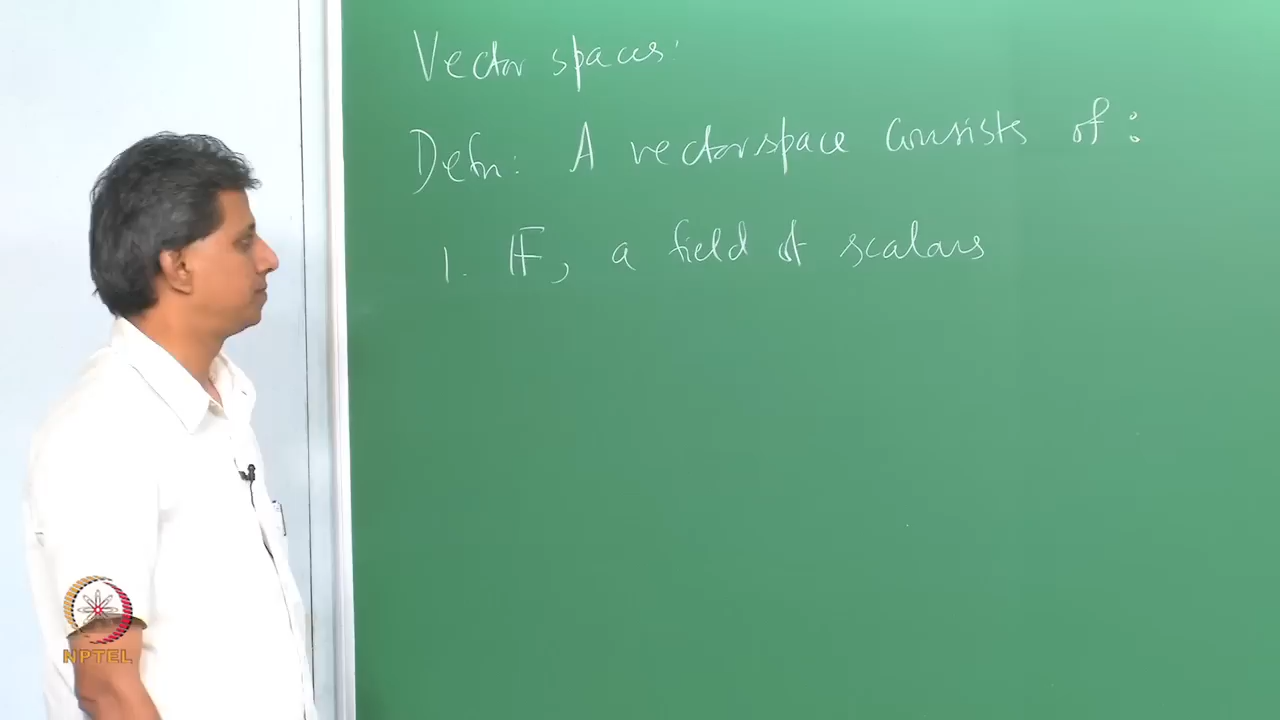 Vector spaces:
Defn: A vectorspace consists of:
1. 𝔽, a field of scalars
NPTEL